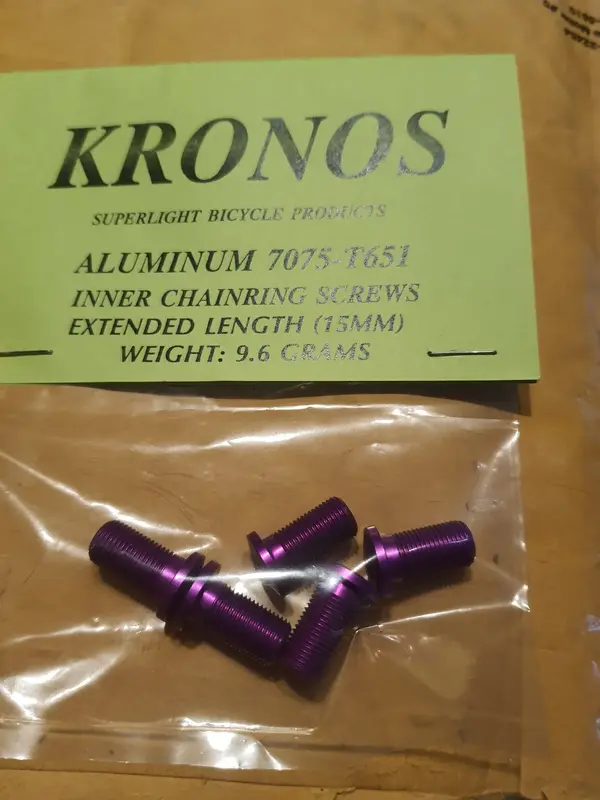 KRONOS
SUPERLIGHT BICYCLE PRODUCTS
ALUMINUM 7075-T651
INNER CHAINRING SCREWS
EXTENDED LENGTH (15MM)
WEIGHT: 9.6 GRAMS